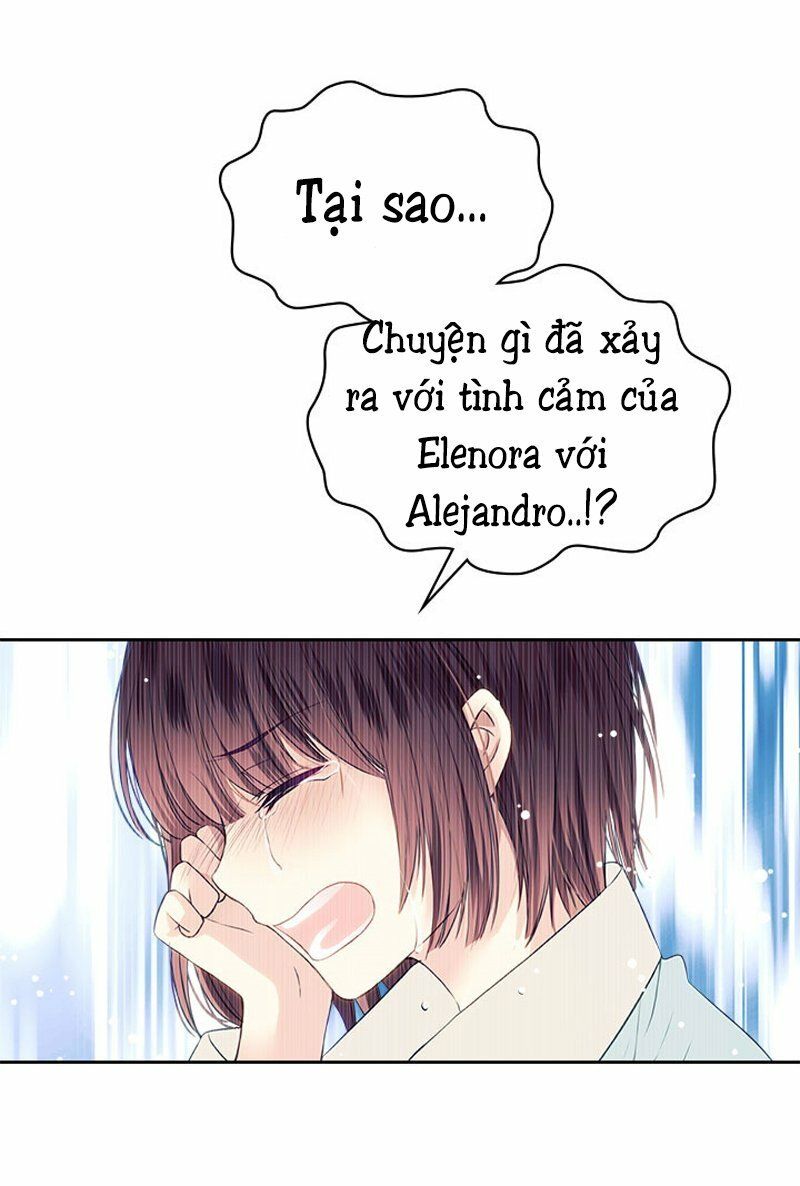 Tại sao...
Chuyện gì đã xảy
ra với tình cảm của
Elenora với
Alejandro..!?